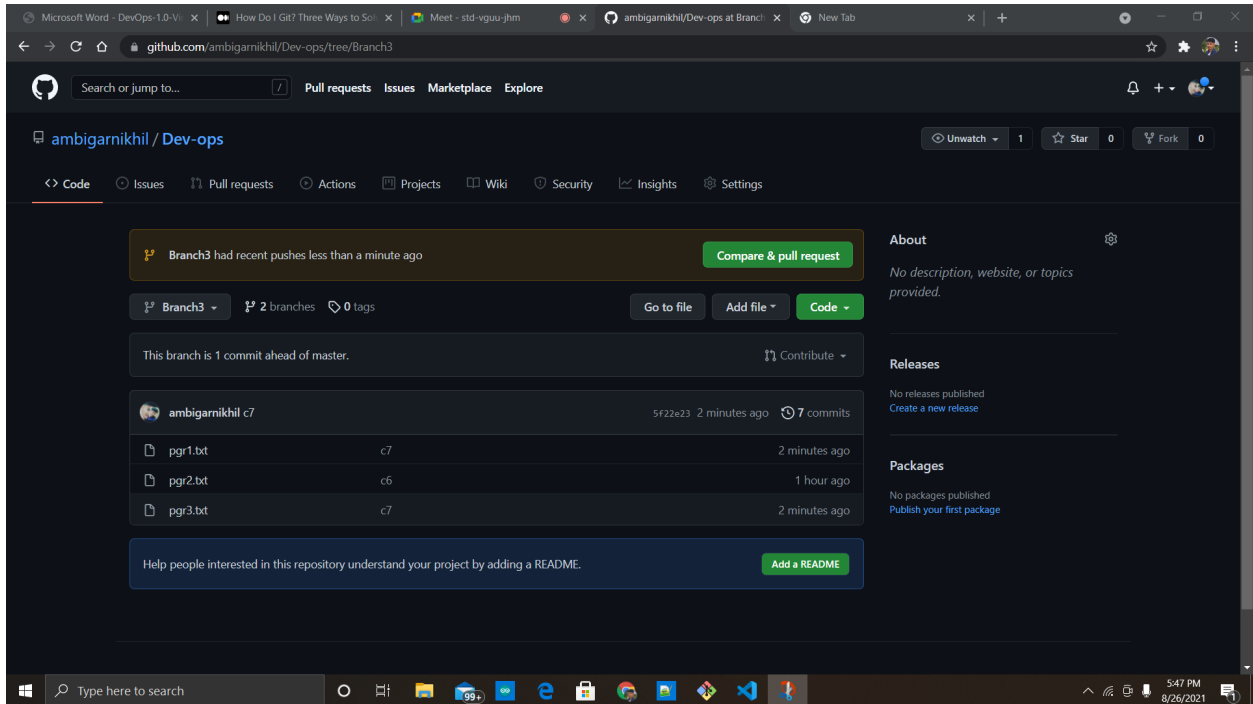 Microsoft Word - DevOps-1.0-Vi
How Do I Git? Three Ways to Sol
Meet - std-vguu-jhm
ambigarnikhil/Dev-ops at Branch
New Tab
github.com/ambigarnikhil/Dev-ops/tree/Branch3
Search or jump to... /
Pull requests Issues Marketplace Explore
ambigarnikhil / Dev-ops
Unwatch 1 Star 0 Fork 0
Code Issues Pull requests Actions Projects Wiki Security Insights Settings
Branch3 had recent pushes less than a minute ago
Compare & pull request
Branch3 2 branches 0 tags
Go to file Add file Code
This branch is 1 commit ahead of master.
Contribute
ambigarnikhil c7 5f22e23 2 minutes ago 7 commits
pgr1.txt c7 2 minutes ago
pgr2.txt c6 1 hour ago
pgr3.txt c7 2 minutes ago
Help people interested in this repository understand your project by adding a README.
Add a README
About
No description, website, or topics
provided.
Releases
No releases published
Create a new release
Packages
No packages published
Publish your first package
Type here to search
99+
5:47 PM
8/26/2021
1